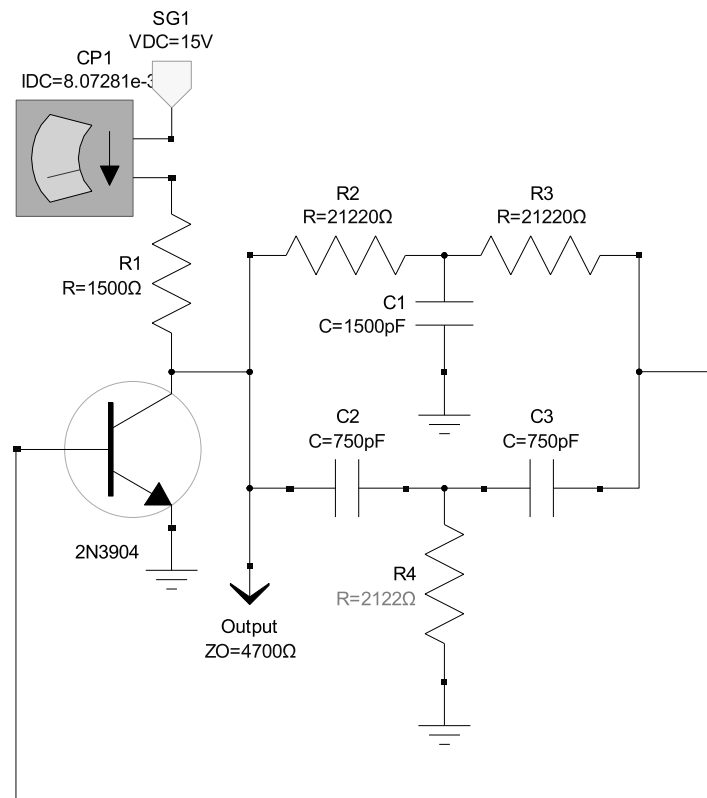 SG1
VDC=15V
CP1
IDC=8.07281e-3
R2
R=21220Ω
R3
R=21220Ω
R1
R=1500Ω
C1
C=1500pF
C2
C=750pF
C3
C=750pF
2N3904
R4
R=2122Ω
Output
ZO=4700Ω